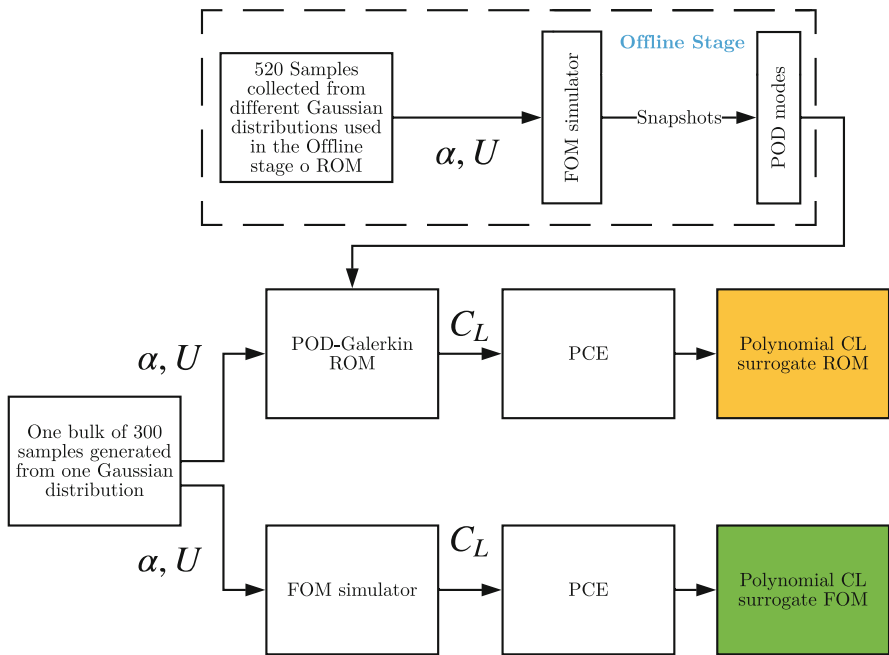 Offline Stage
520 Samples
collected from
different Gaussian
distributions used
in the Offline
stage o ROM
α, U
FOM simulator
Snapshots
POD modes
One bulk of 300
samples generated
from one Gaussian
distribution
α, U
POD-Galerkin
ROM
C_L
PCE
Polynomial CL
surrogate ROM
α, U
FOM simulator
C_L
PCE
Polynomial CL
surrogate FOM